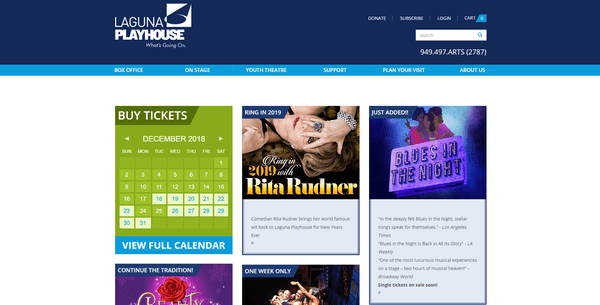 LAGUNA
PLAYHOUSE
What's Going On.
DONATE
SUBSCRIBE
LOGIN
CART 0
search
949.497.ARTS (2787)
BOX OFFICE
ON STAGE
YOUTH THEATRE
SUPPORT
PLAN YOUR VISIT
ABOUT US
BUY TICKETS
DECEMBER 2018
SUN MON TUE WED THU FRI SAT
1
2 3 4 5 6 7 8
9 10 11 12 13 14 15
16 17 18 19 20 21 22
23 24 25 26 27 28 29
30 31
VIEW FULL CALENDAR
CONTINUE THE TRADITION!
RING IN 2019
Ring in
2019 with
Rita Rudner
Comedian Rita Rudner brings her world famous
wit back to Laguna Playhouse for New Years
Eve!
ONE WEEK ONLY
JUST ADDED!!
BLUES IN
THE NIGHT
"In the deeply felt Blues in the Night, stellar
songs speak for themselves." - Los Angeles
Times
"Blues in the Night is Back in All Its Glory" - LA
Weekly
"One of the most luxurious musical experiences
on a stage – two hours of musical heaven" –
Broadway World
Single tickets on sale soon!